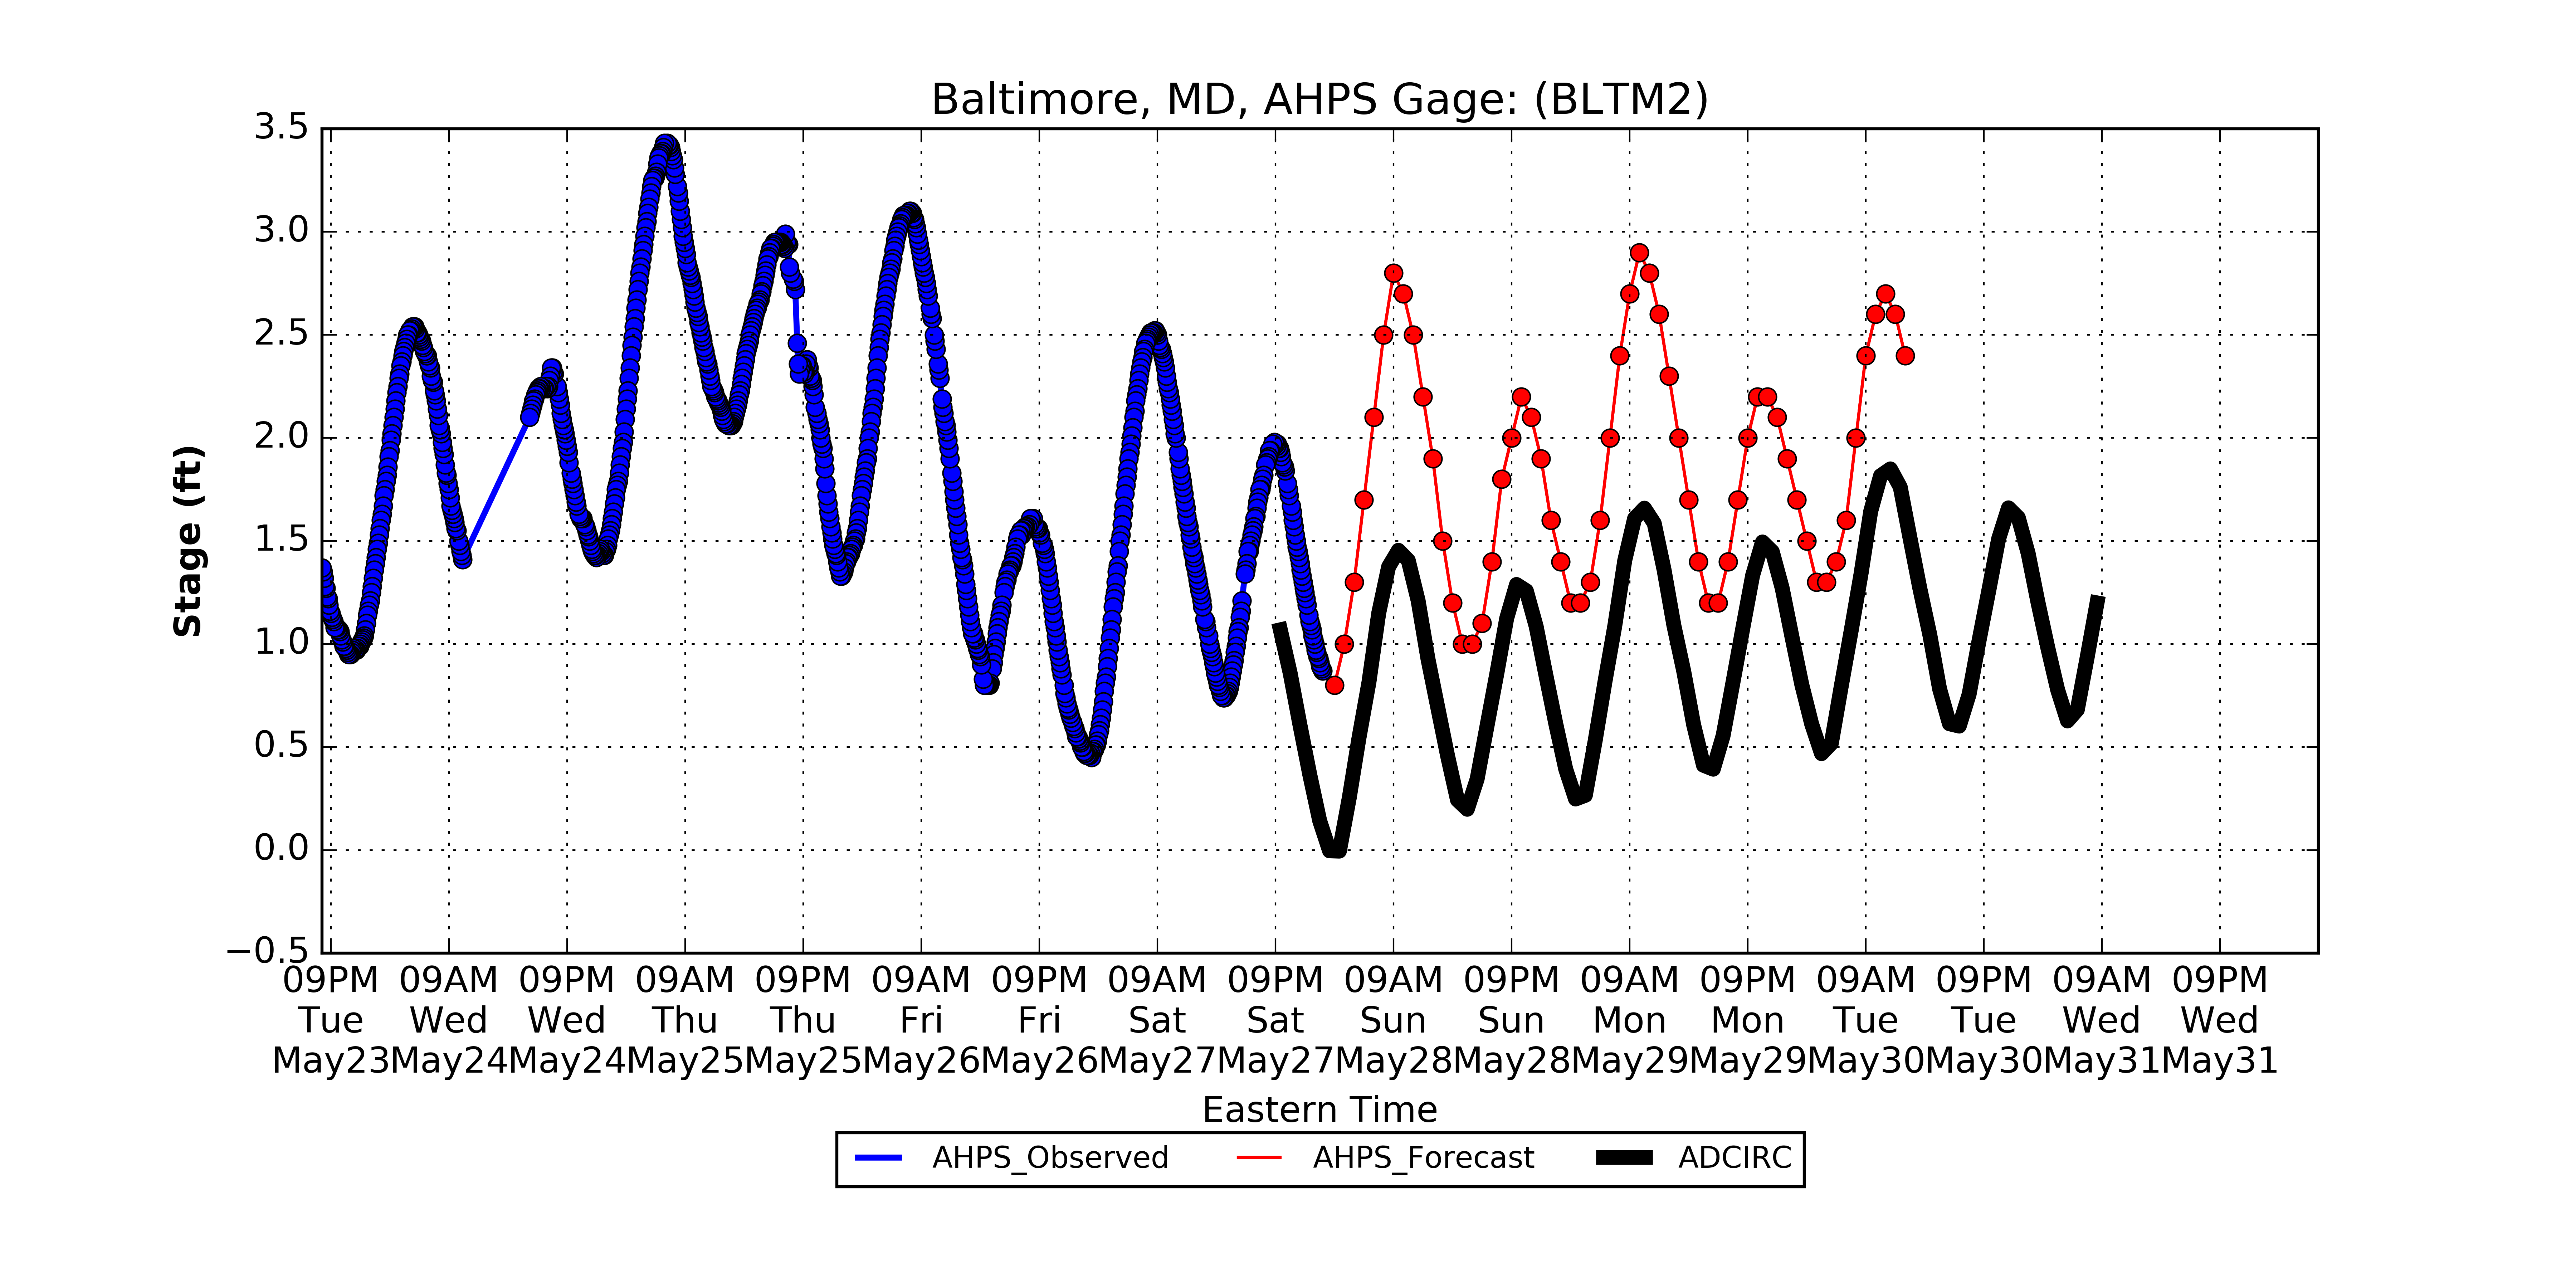 Baltimore, MD, AHPS Gage: (BLTM2)
3.5
3.0
2.5
2.0
1.5
1.0
0.5
0.0
−0.5
Stage (ft)
09PM 09AM 09PM 09AM 09PM 09AM 09PM 09AM 09PM 09AM 09PM 09AM 09PM 09AM 09PM 09AM 09PM
Tue Wed Wed Thu Thu Fri Fri Sat Sat Sun Sun Mon Mon Tue Tue Wed Wed
May23 May24 May24 May25 May25 May26 May26 May27 May27 May28 May28 May29 May29 May30 May30 May31 May31
Eastern Time
AHPS_Observed AHPS_Forecast ADCIRC